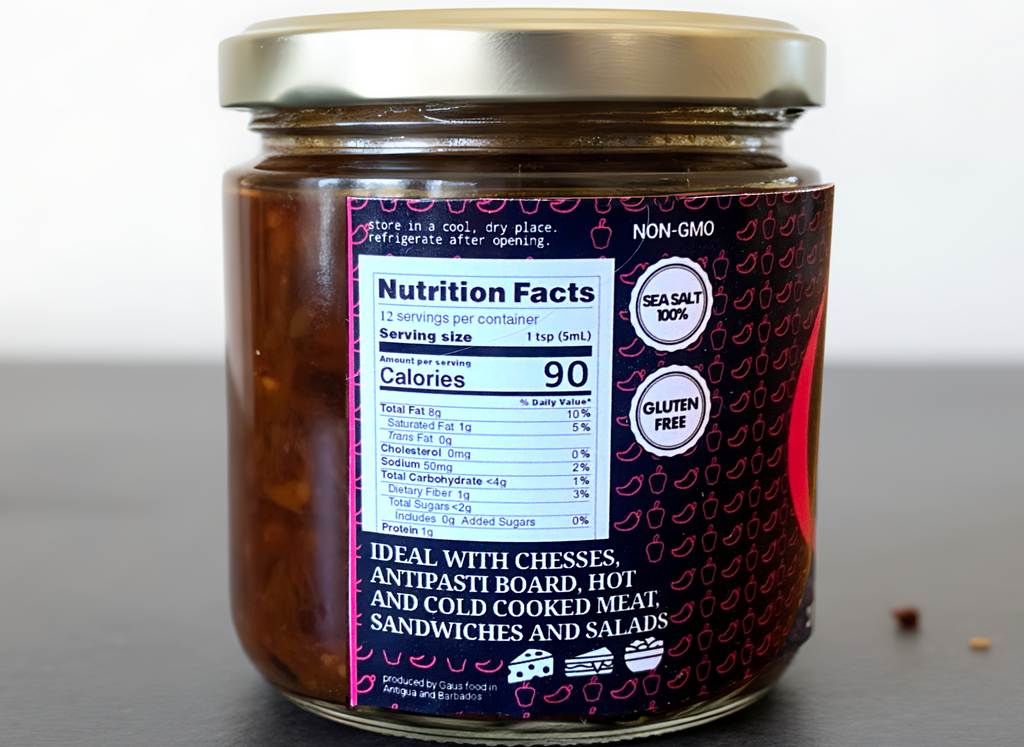 store in a cool, dry place.
refrigerate after opening.
NON-GMO
Nutrition Facts
12 servings per container
Serving size 1 tsp (5mL)
Amount per serving
Calories 90
% Daily Value*
Total Fat 8g 10%
Saturated Fat 1g 5%
Trans Fat 0g
Cholesterol 0mg 0%
Sodium 50mg 2%
Total Carbohydrate <4g 1%
Dietary Fiber 1g 3%
Total Sugars <2g
Includes 0g Added Sugars 0%
Protein 1g
SEA SALT
100%
GLUTEN
FREE
IDEAL WITH CHESSES,
ANTIPASTI BOARD, HOT
AND COLD COOKED MEAT,
SANDWICHES AND SALADS
produced by Gaus food in
Antigua and Barbados